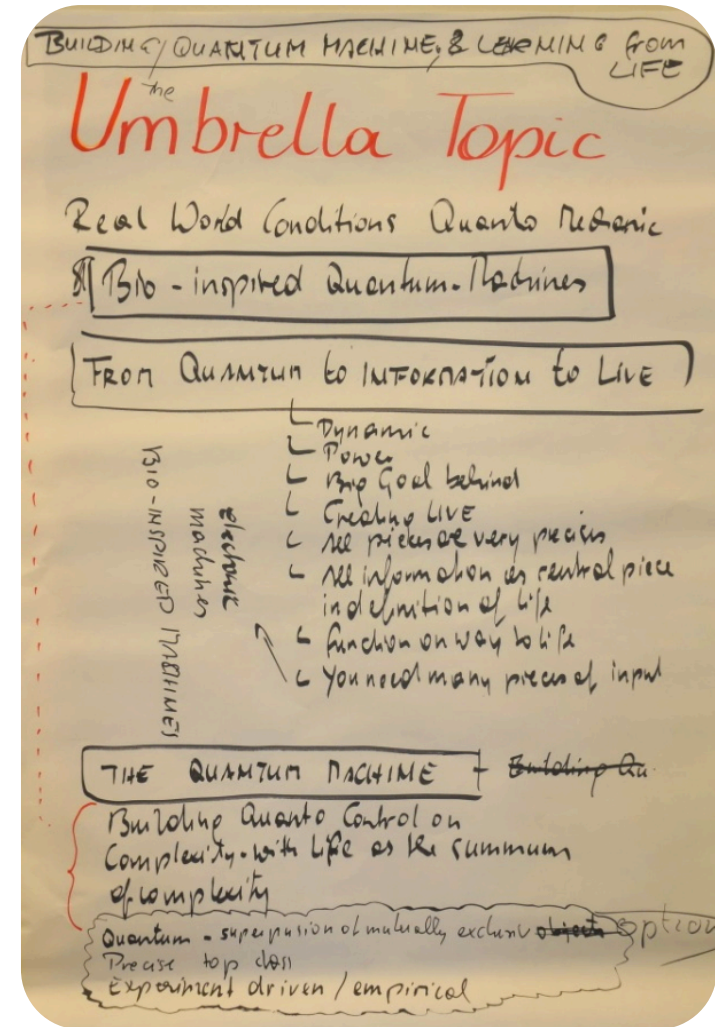 BUILDING QUANTUM MACHINES & LEARNING from
LIFE
the
Umbrella Topic
Real World Conditions Quanto Mechanic
Bio-inspired Quantum-Machines
FROM QUANTUM to INFORMATION to LIVE
Dynamic
Power
Big Goal behind
Creating LIVE
All pieces are very precise
All information as central piece
in definition of life
function on way to life
You need many pieces of input
electronic
machines
BIO-INSPIRED MACHINES
THE QUANTUM MACHINE + Building Qu
Building Quanto Control on
Complexity-with Life as the summum
of complexity
Quantum - superpusion of mutually exclusiv objects option
Precise top class
Experiment driven / empirical